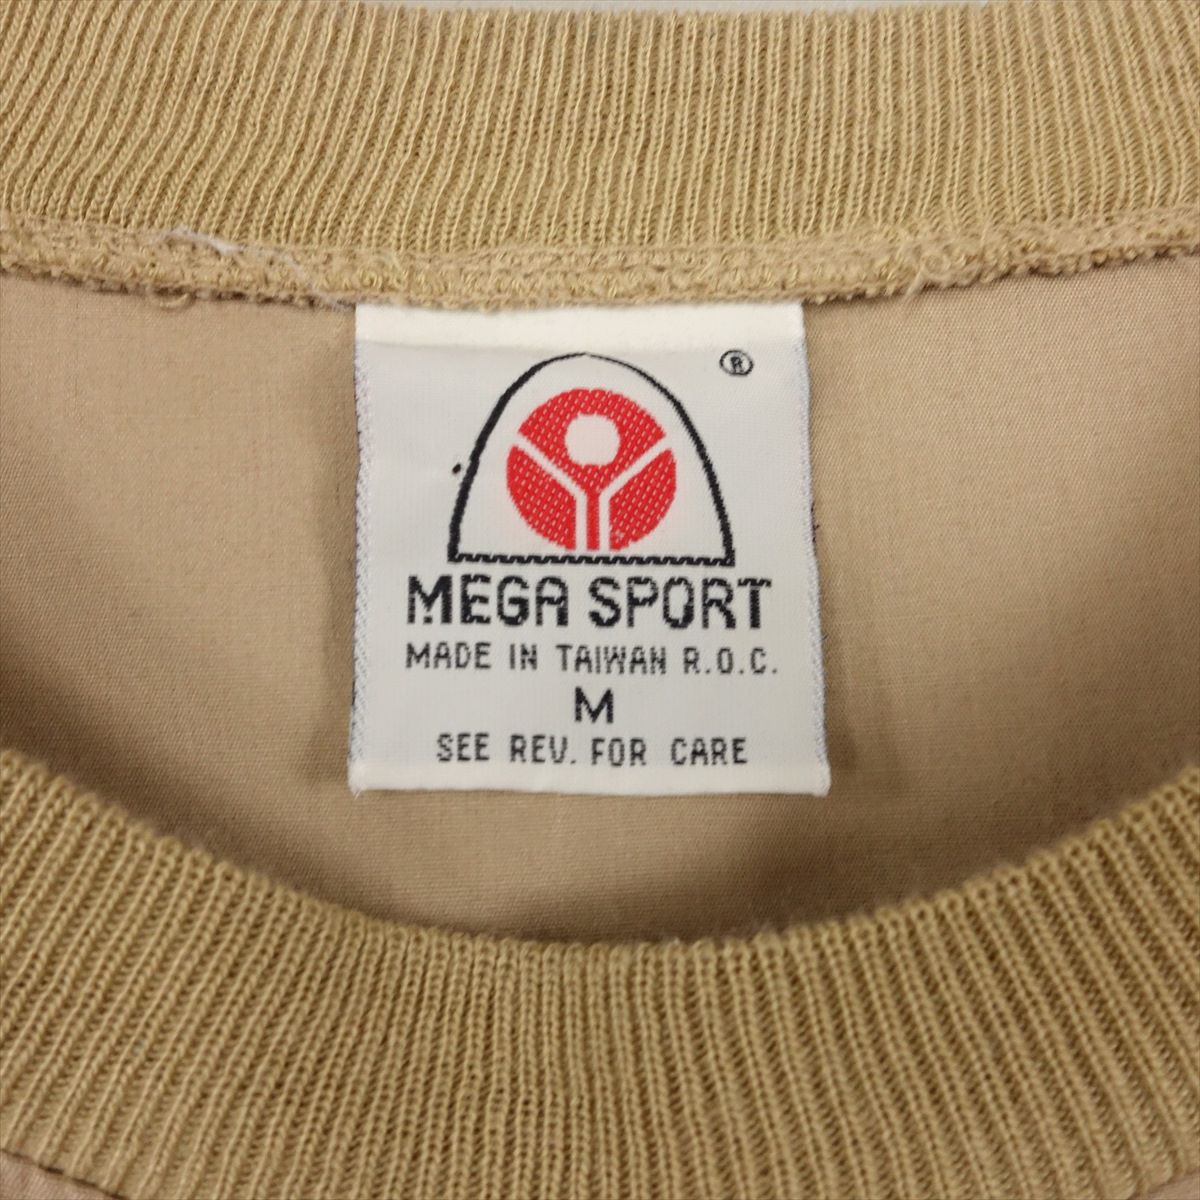 ®
MEGA SPORT
MADE IN TAIWAN R.O.C.
M
SEE REV. FOR CARE